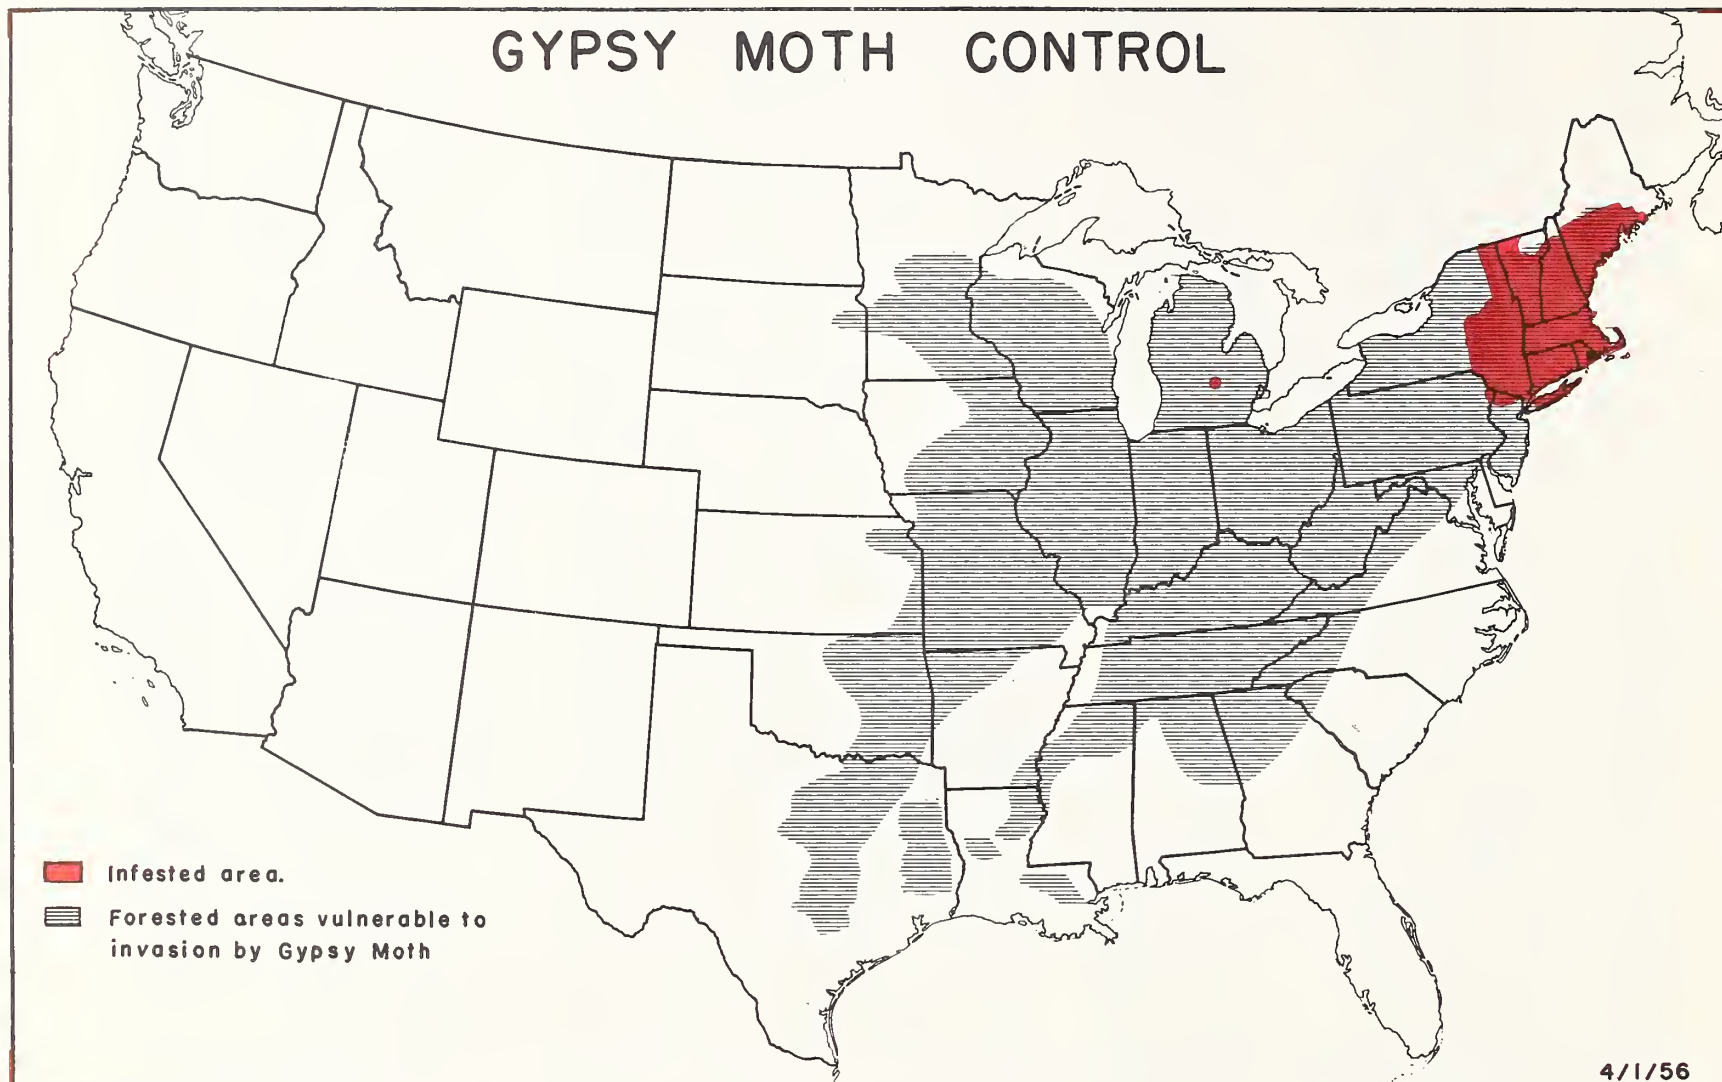 GYPSY MOTH CONTROL
Infested area.
Forested areas vulnerable to
invasion by Gypsy Moth
4/1/56